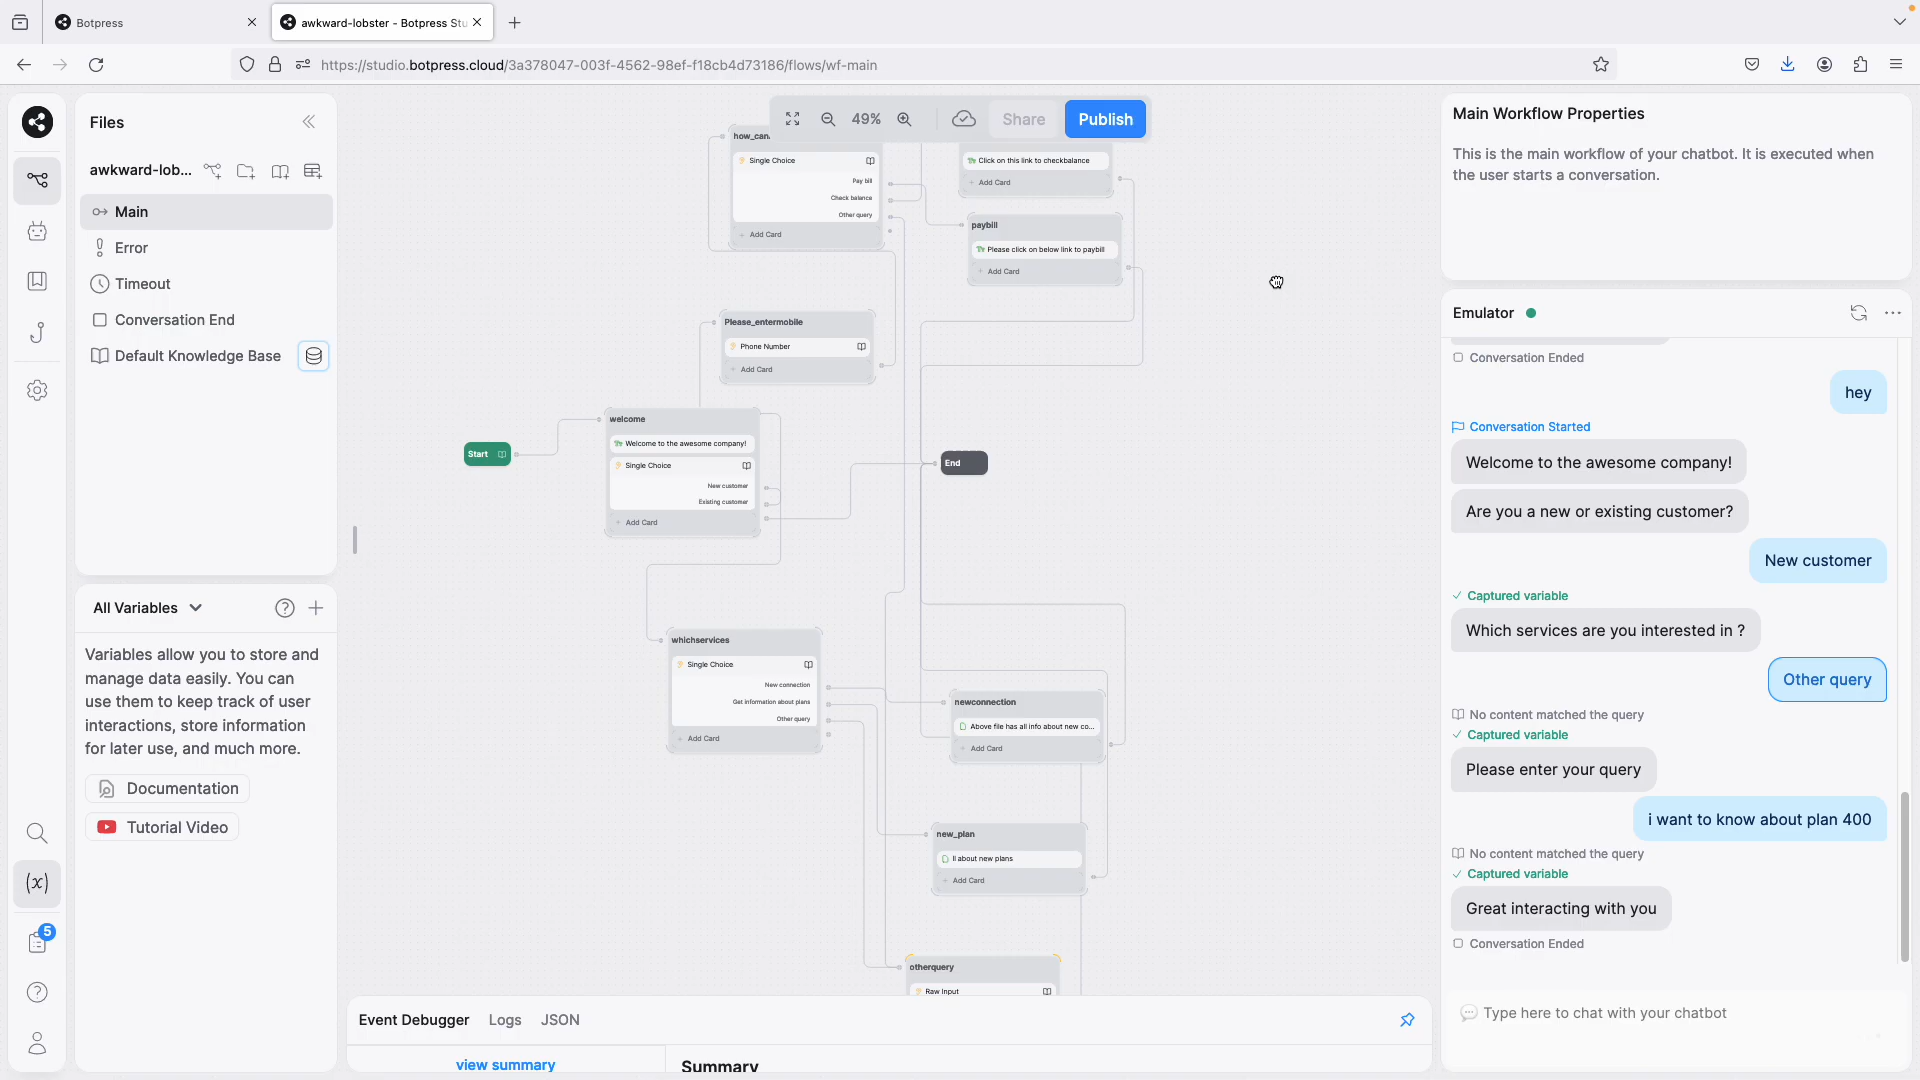 Botpress
awkward-lobster - Botpress Stu
https://studio.botpress.cloud/3a378047-003f-4562-98ef-f18cb4d73186/flows/wf-main
Files
awkward-lob...
Main
Error
Timeout
Conversation End
Default Knowledge Base
All Variables
Variables allow you to store and
manage data easily. You can
use them to keep track of user
interactions, store information
for later use, and much more.
Documentation
Tutorial Video
5
49%
Share
Publish
how_can
Single Choice
Pay bill
Check balance
Other query
Add Card
Click on this link to checkbalance
Add Card
paybill
Please click on below link to paybill
Add Card
Please_entermobile
Phone Number
Add Card
Start
welcome
Welcome to the awesome company!
Single Choice
New customer
Existing customer
Add Card
End
whichservices
Single Choice
New connection
Get information about plans
Other query
Add Card
newconnection
Above file has all info about new co...
Add Card
new_plan
ll about new plans
Add Card
otherquery
Raw Input
Event Debugger
Logs
JSON
view summary
Summary
Main Workflow Properties
This is the main workflow of your chatbot. It is executed when
the user starts a conversation.
Emulator
Conversation Ended
hey
Conversation Started
Welcome to the awesome company!
Are you a new or existing customer?
New customer
Captured variable
Which services are you interested in ?
Other query
No content matched the query
Captured variable
Please enter your query
i want to know about plan 400
No content matched the query
Captured variable
Great interacting with you
Conversation Ended
Type here to chat with your chatbot